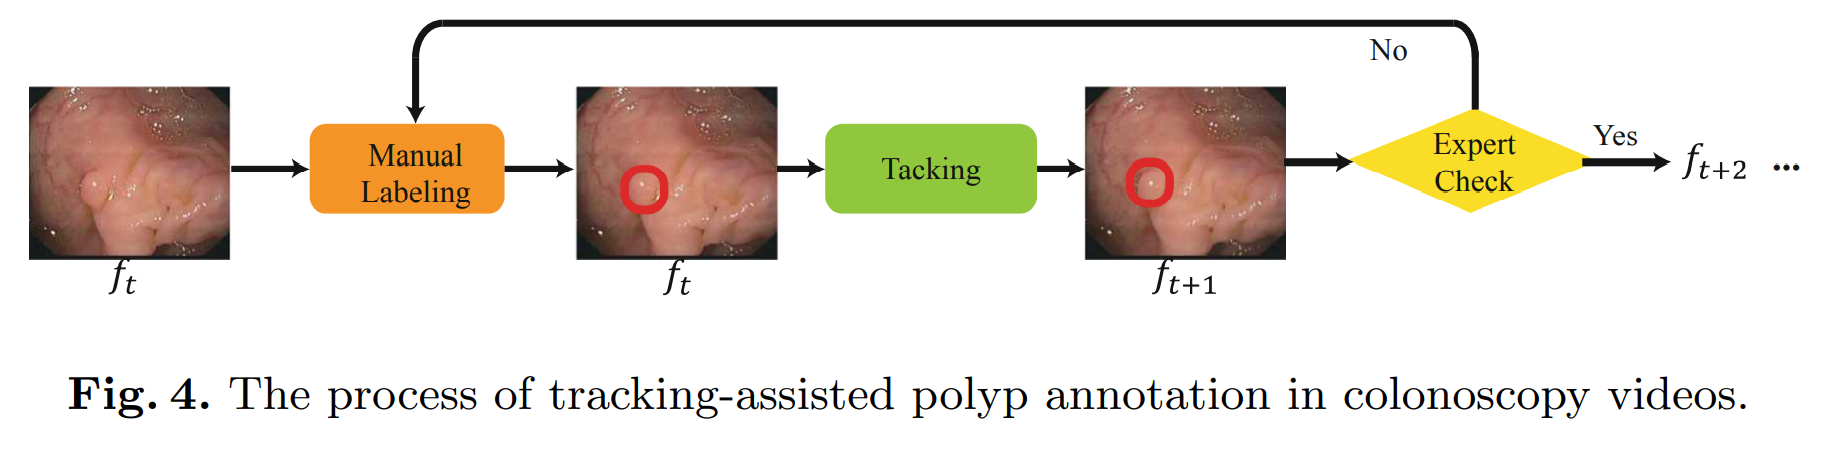 No
Manual
Labeling
Tacking
Expert
Check
Yes
f_{t+2} ...
f_t
f_t
f_{t+1}
Fig. 4. The process of tracking-assisted polyp annotation in colonoscopy videos.